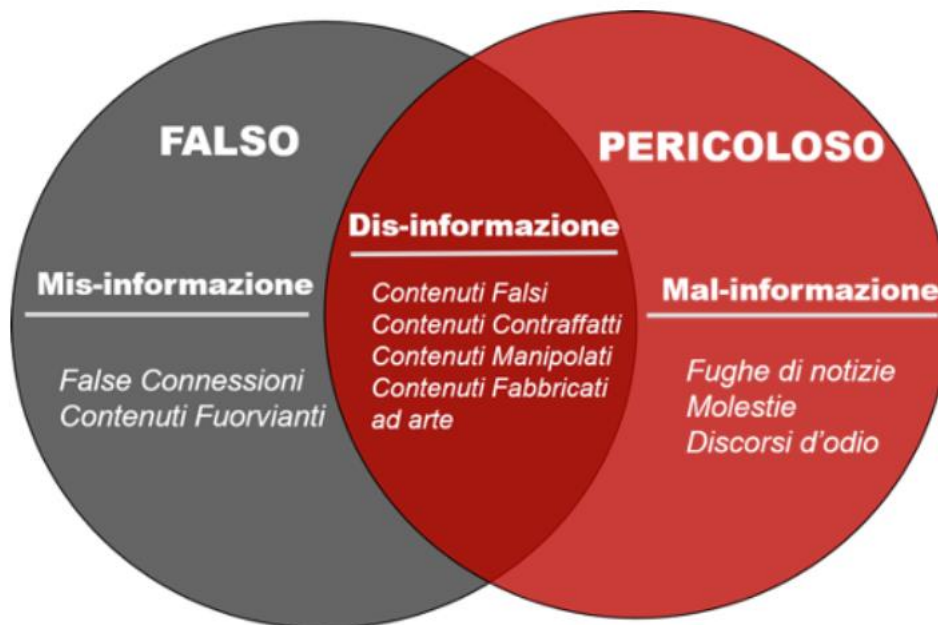 FALSO
PERICOLOSO
Mis-informazione
False Connessioni
Contenuti Fuorvianti
Dis-informazione
Contenuti Falsi
Contenuti Contraffatti
Contenuti Manipolati
Contenuti Fabbricati
ad arte
Mal-informazione
Fughe di notizie
Molestie
Discorsi d'odio